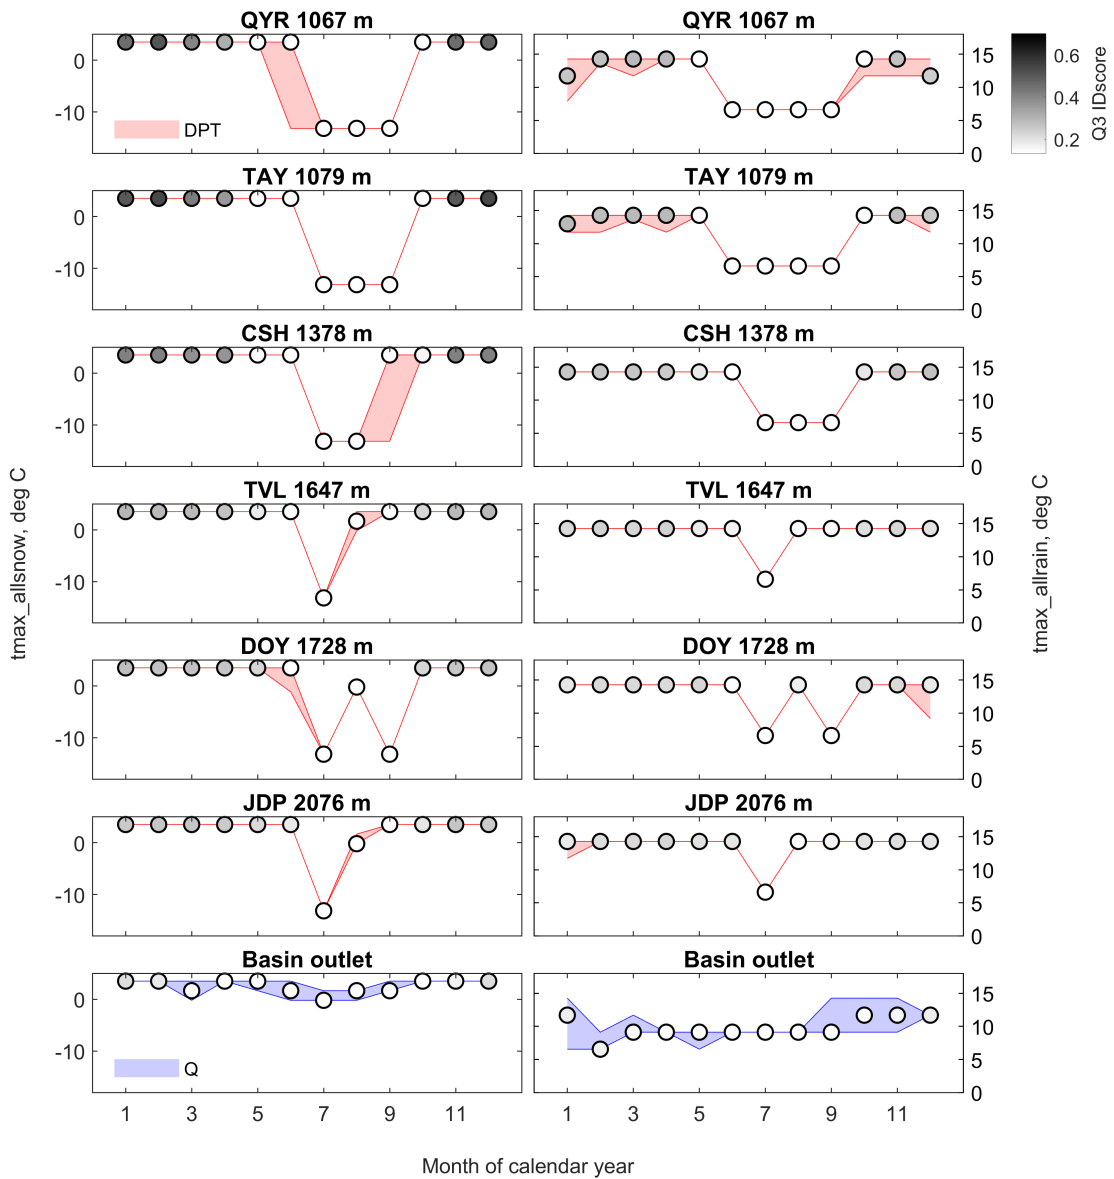 QYR 1067 m
QYR 1067 m
0
-10
DPT
15
10
5
0
0.6
0.4
0.2
Q3 IDscore
TAY 1079 m
TAY 1079 m
0
-10
15
10
5
0
CSH 1378 m
CSH 1378 m
0
-10
15
10
5
0
TVL 1647 m
TVL 1647 m
0
-10
15
10
5
0
tmax_allsnow, deg C
tmax_allrain, deg C
DOY 1728 m
DOY 1728 m
0
-10
15
10
5
0
JDP 2076 m
JDP 2076 m
0
-10
15
10
5
0
Basin outlet
Basin outlet
0
-10
Q
15
10
5
0
1 3 5 7 9 11
1 3 5 7 9 11
Month of calendar year